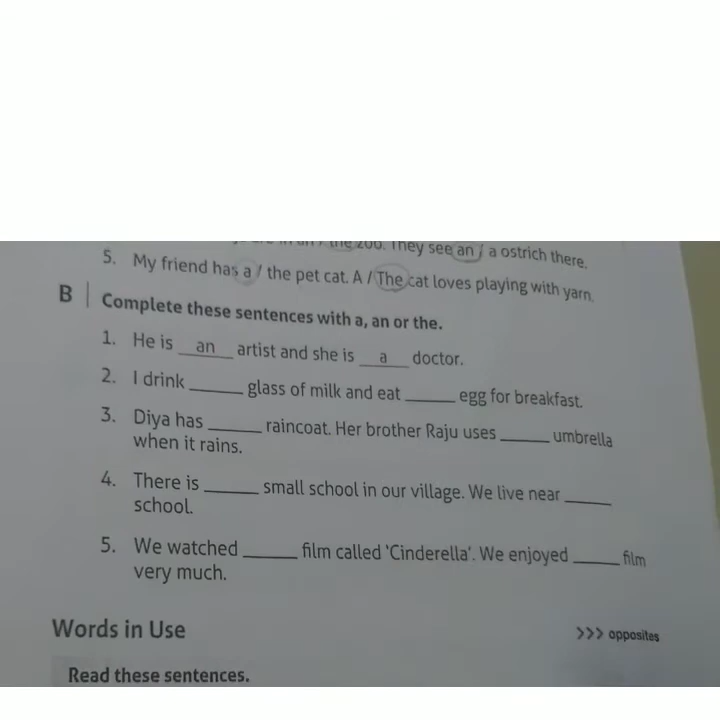 the zoo. They see an / a ostrich there.
5. My friend has a / the pet cat. A / The cat loves playing with yarn.
B | Complete these sentences with a, an or the.
1. He is __an__ artist and she is __a__ doctor.
2. I drink ______ glass of milk and eat ______ egg for breakfast.
3. Diya has ______ raincoat. Her brother Raju uses ______ umbrella
when it rains.
4. There is ______ small school in our village. We live near ______
school.
5. We watched ______ film called 'Cinderella'. We enjoyed ______ film
very much.
Words in Use >>> opposites
Read these sentences.